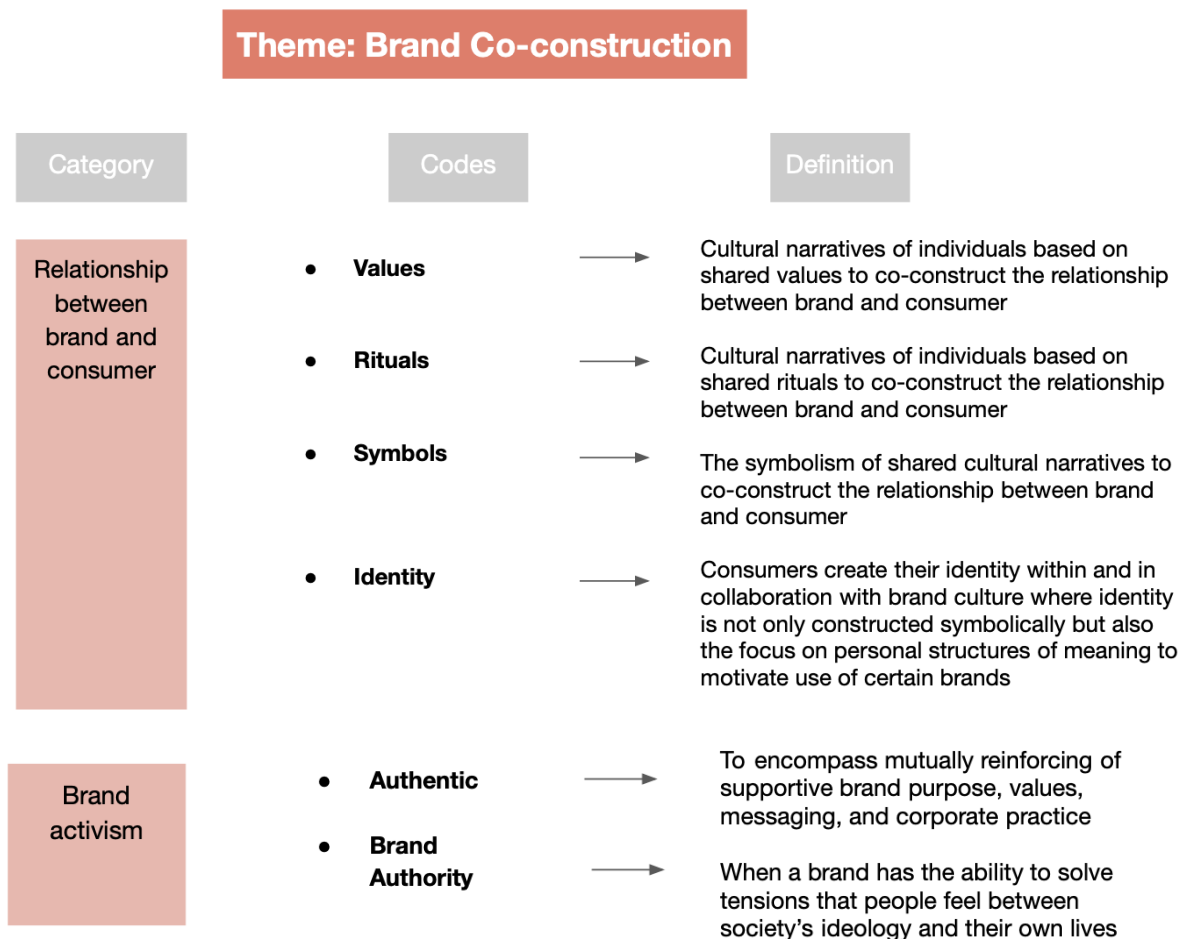 Theme: Brand Co-construction
Category
Codes
Definition
Relationship
between
brand and
consumer
• Values
Cultural narratives of individuals based on
shared values to co-construct the relationship
between brand and consumer
• Rituals
Cultural narratives of individuals based on
shared rituals to co-construct the relationship
between brand and consumer
• Symbols
The symbolism of shared cultural narratives to
co-construct the relationship between brand
and consumer
• Identity
Consumers create their identity within and in
collaboration with brand culture where identity
is not only constructed symbolically but also
the focus on personal structures of meaning to
motivate use of certain brands
Brand
activism
• Authentic
To encompass mutually reinforcing of
supportive brand purpose, values,
messaging, and corporate practice
• Brand
Authority
When a brand has the ability to solve
tensions that people feel between
society's ideology and their own lives